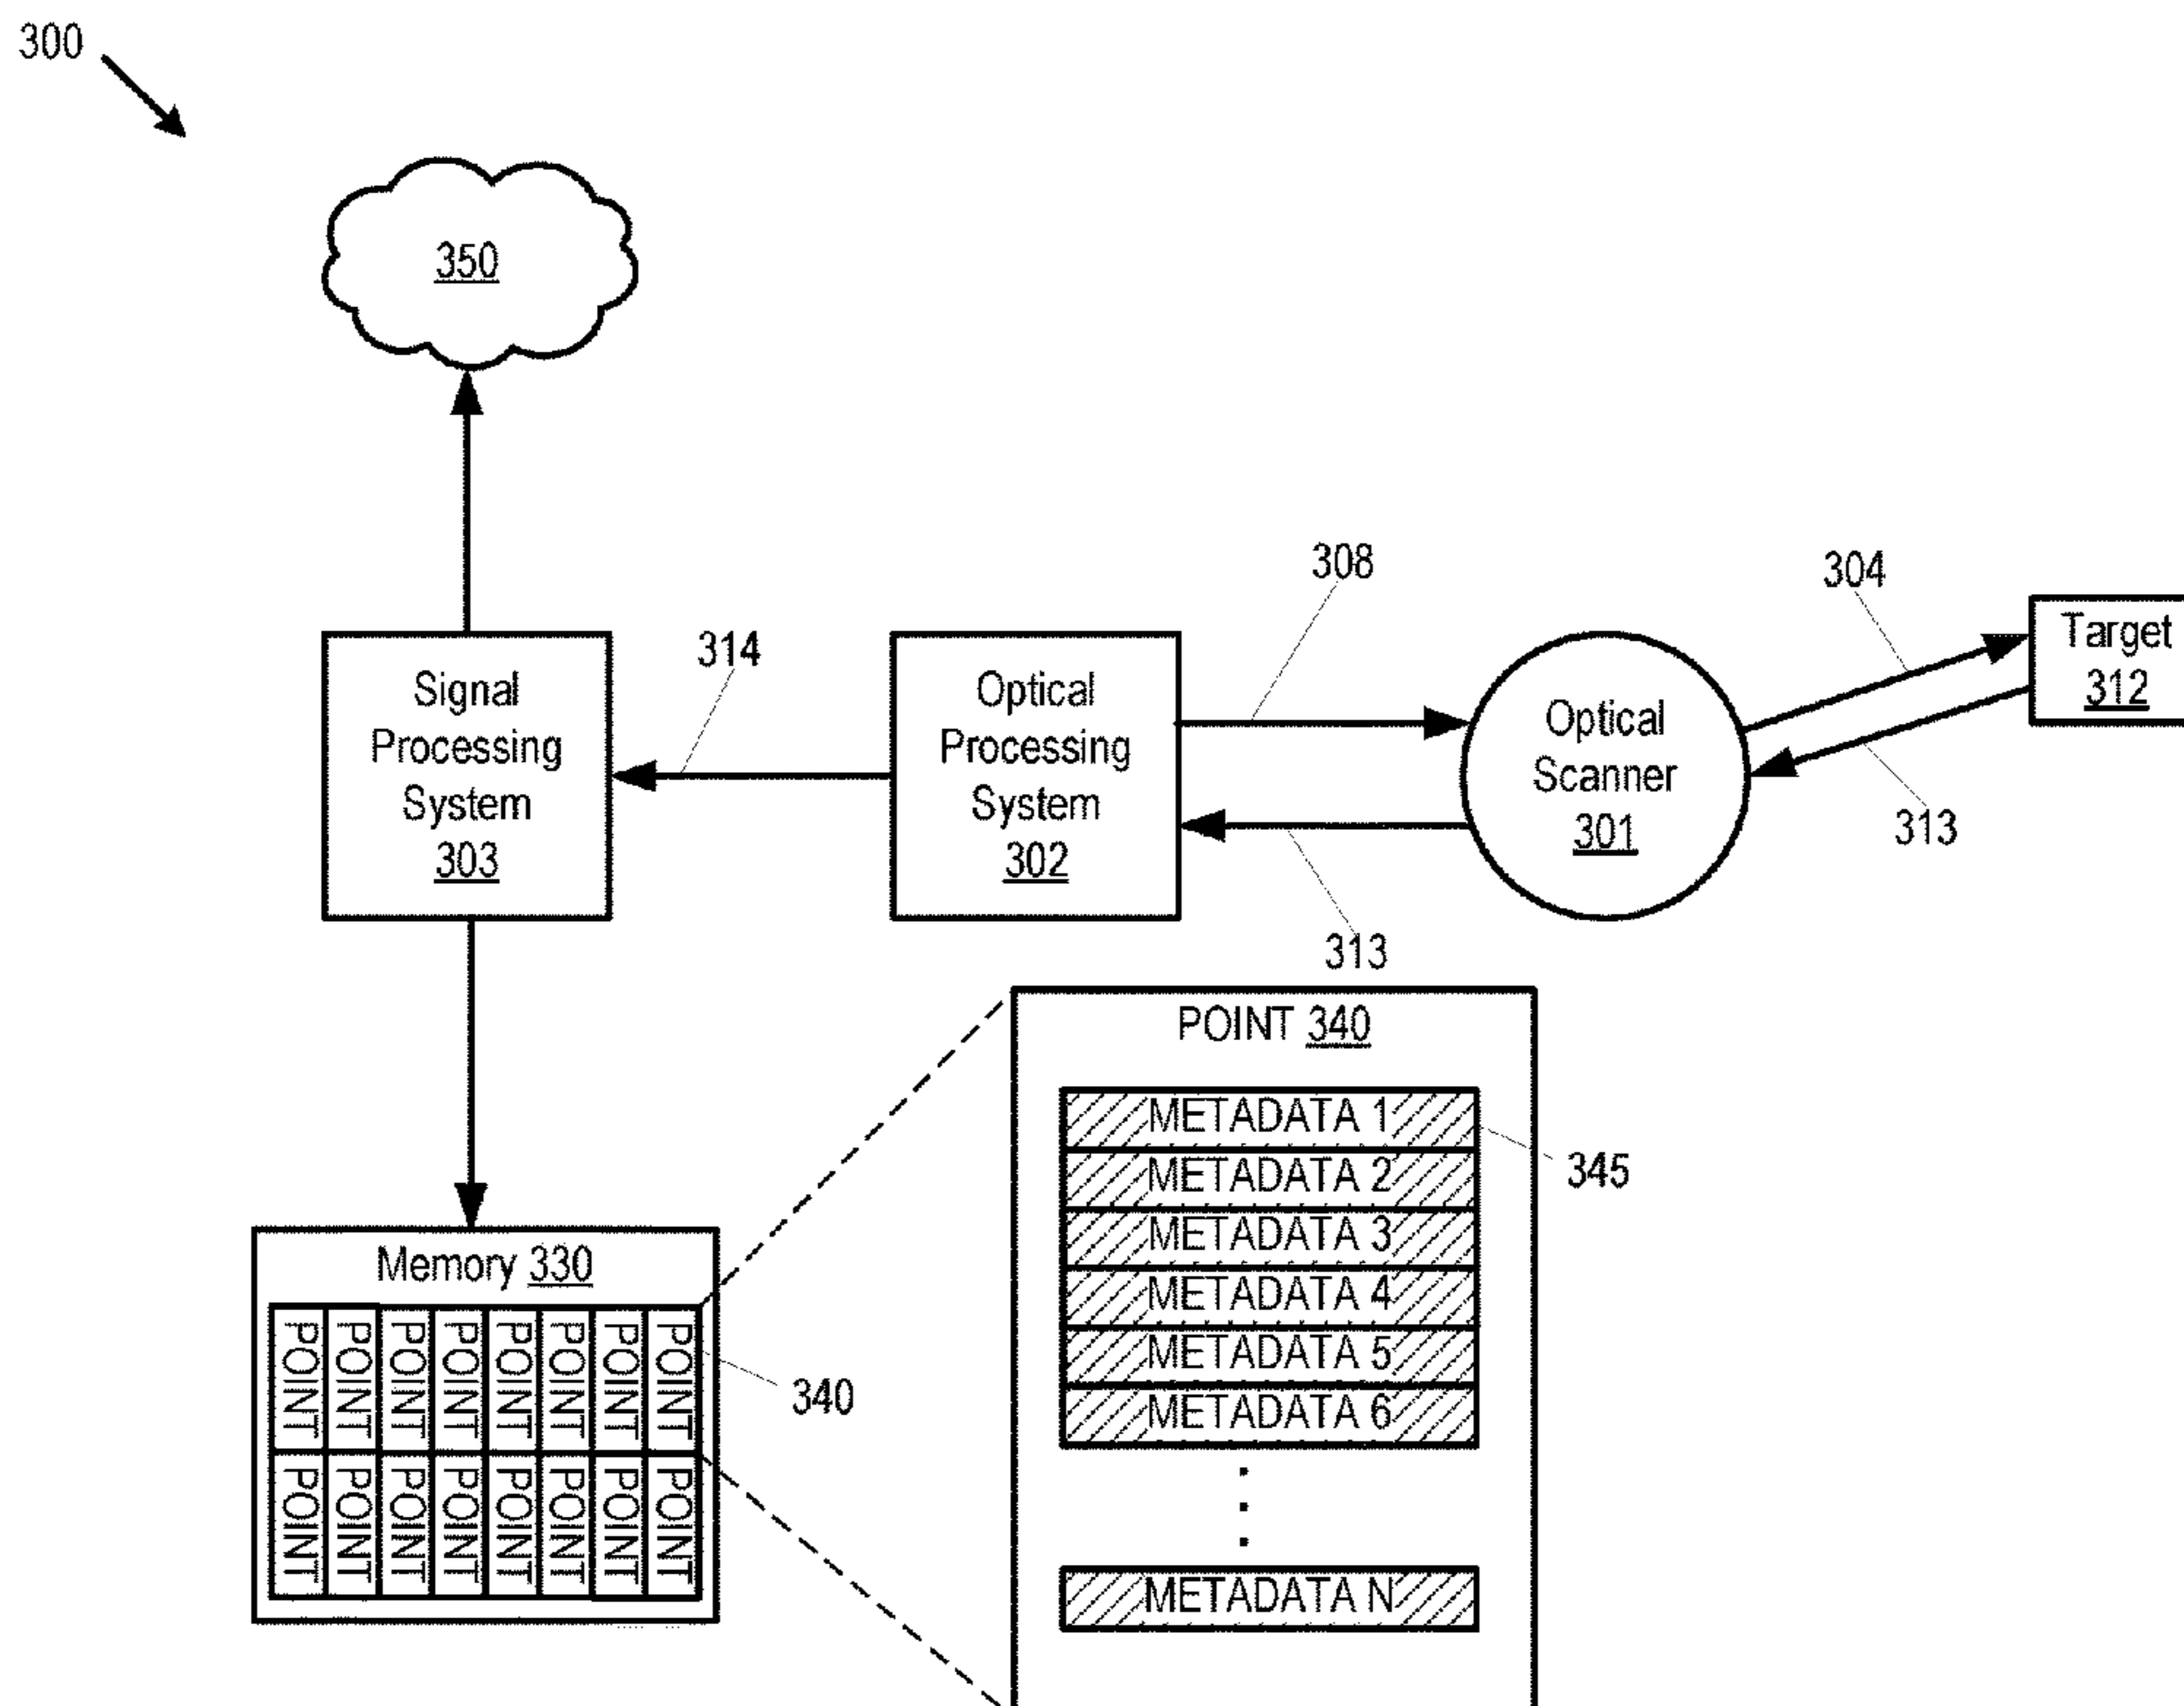 300
350
308
304
314
Target
312
Signal
Processing
System
303
Optical
Processing
System
302
Optical
Scanner
301
313
313
POINT 340
METADATA 1
METADATA 2
METADATA 3
METADATA 4
METADATA 5
METADATA 6
METADATA N
345
Memory 330
POINT POINT POINT POINT POINT POINT POINT POINT
POINT POINT POINT POINT POINT POINT POINT POINT
340